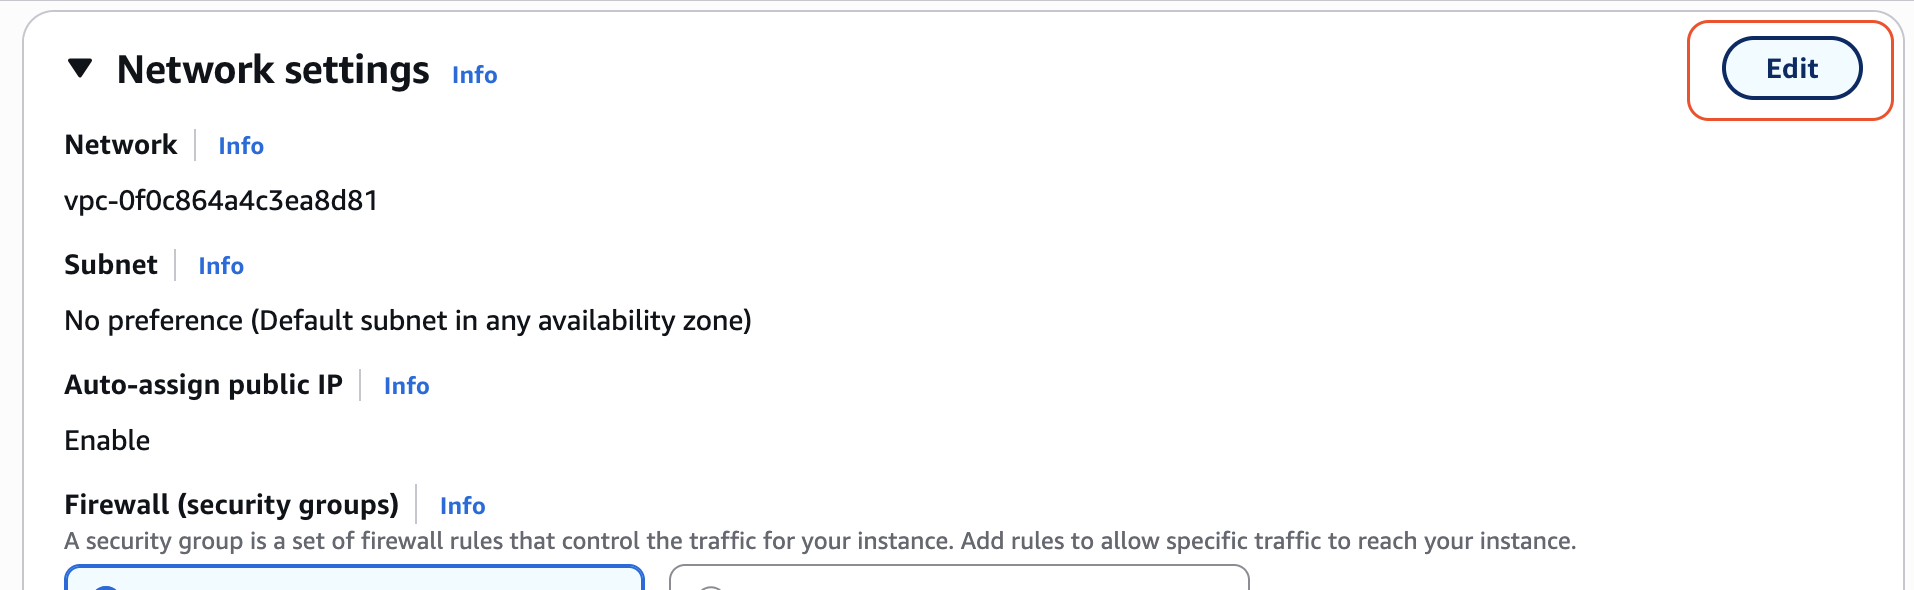 Network settings Info
Edit
Network Info
vpc-0f0c864a4c3ea8d81
Subnet Info
No preference (Default subnet in any availability zone)
Auto-assign public IP Info
Enable
Firewall (security groups) Info
A security group is a set of firewall rules that control the traffic for your instance. Add rules to allow specific traffic to reach your instance.